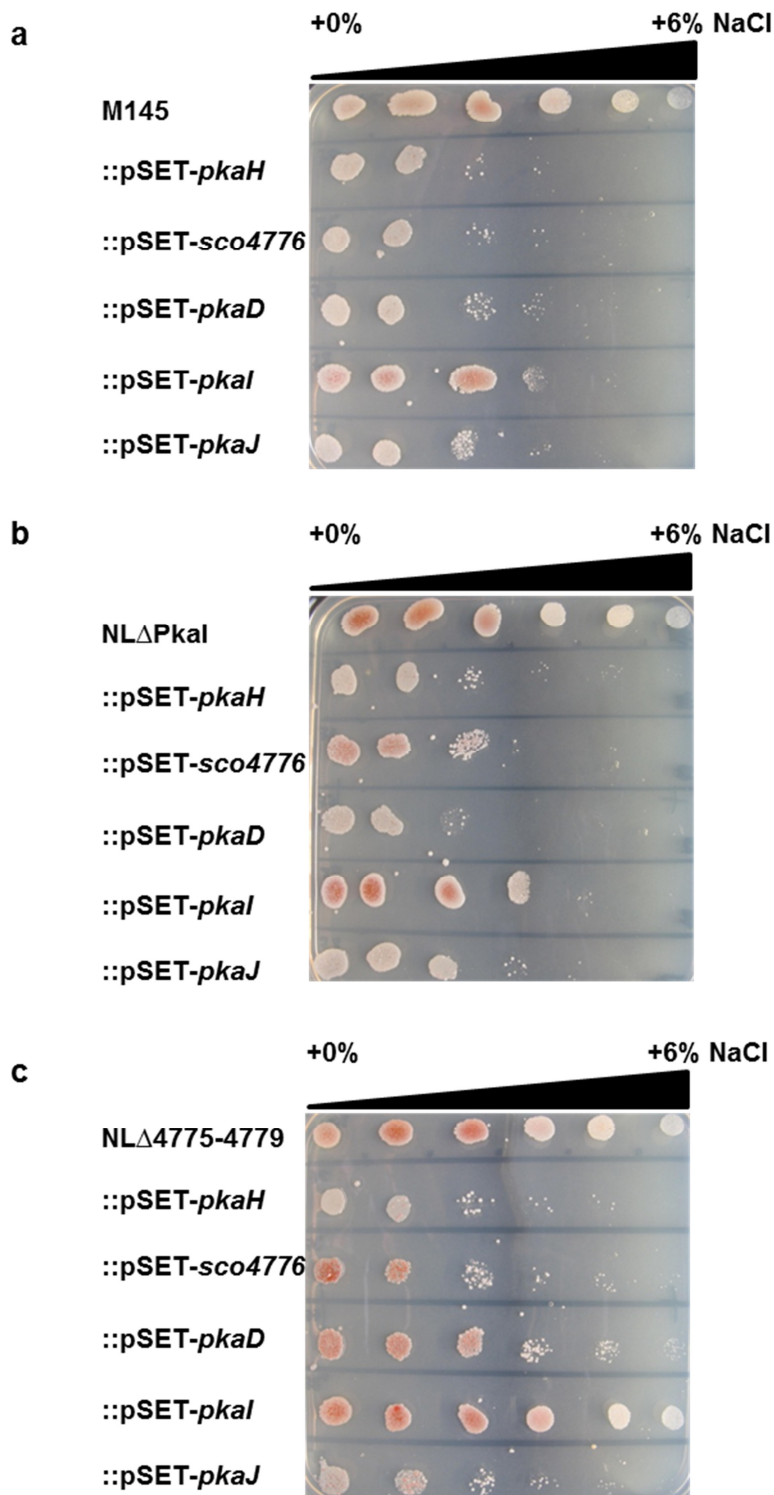 a
+0% +6% NaCl
M145
::pSET-pkaH
::pSET-sco4776
::pSET-pkaD
::pSET-pkaI
::pSET-pkaJ
b
+0% +6% NaCl
NLΔPkaI
::pSET-pkaH
::pSET-sco4776
::pSET-pkaD
::pSET-pkaI
::pSET-pkaJ
c
+0% +6% NaCl
NLΔ4775-4779
::pSET-pkaH
::pSET-sco4776
::pSET-pkaD
::pSET-pkaI
::pSET-pkaJ